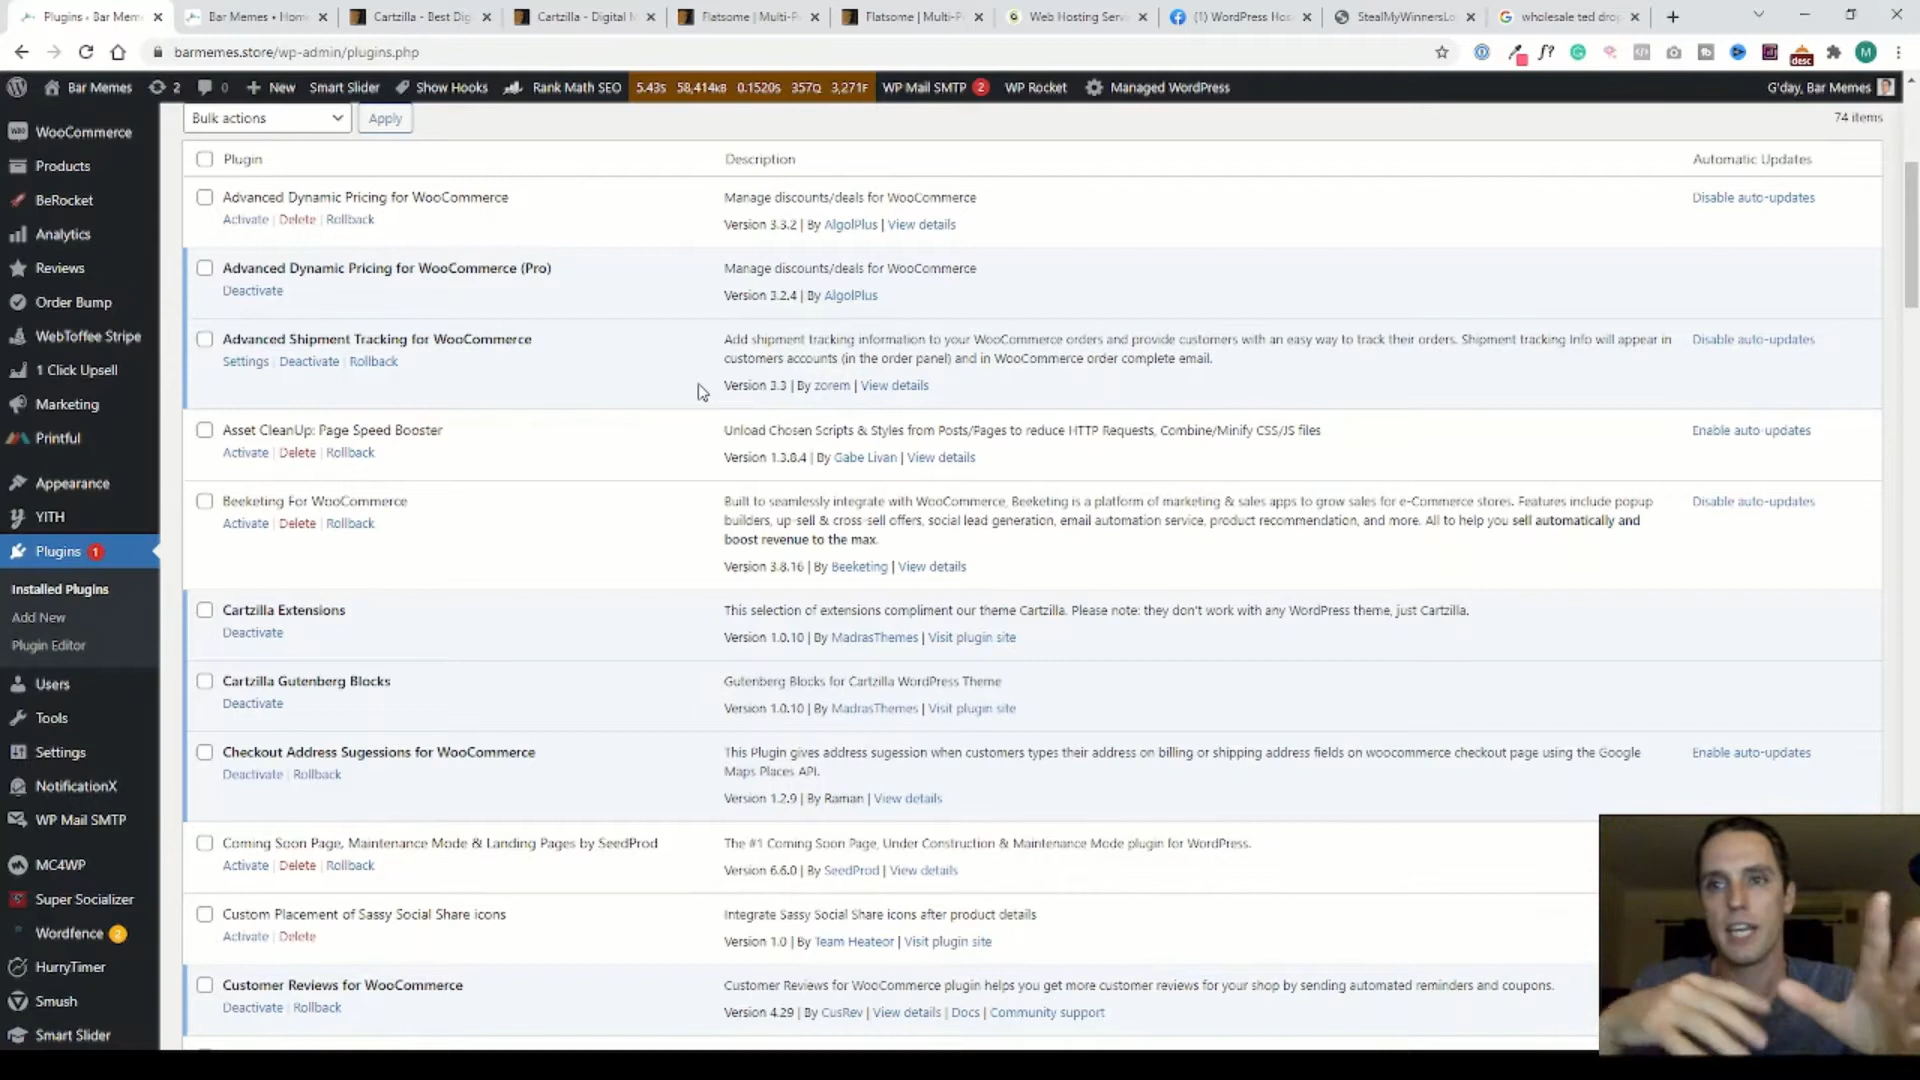 Plugins ‹ Bar Meme
Bar Memes • Hom
Cartzilla - Best Dig
Cartzilla - Digital M
Flatsome | Multi-P
Flatsome | Multi-P
Web Hosting Servi
(1) WordPress Hos
StealMyWinnersLo
wholesale ted drop
barmemes.store/wp-admin/plugins.php
f?
desc
M
Bar Memes 2 0 New Smart Slider Show Hooks Rank Math SEO 5.43s 58,414kB 0.1520s 357Q 3,271F WP Mail SMTP 2 WP Rocket Managed WordPress G'day, Bar Memes
Bulk actions Apply 74 items
WooCommerce
Products
BeRocket
Analytics
Reviews
Order Bump
WebToffee Stripe
1 Click Upsell
Marketing
Printful
Appearance
YITH
Plugins 1
Installed Plugins
Add New
Plugin Editor
Users
Tools
Settings
NotificationX
WP Mail SMTP
MC4WP
Super Socializer
Wordfence 2
HurryTimer
Smush
Smart Slider
Plugin Description Automatic Updates
Advanced Dynamic Pricing for WooCommerce
Activate | Delete | Rollback
Manage discounts/deals for WooCommerce
Version 3.3.2 | By AlgolPlus | View details
Disable auto-updates
Advanced Dynamic Pricing for WooCommerce (Pro)
Deactivate
Manage discounts/deals for WooCommerce
Version 3.2.4 | By AlgolPlus
Advanced Shipment Tracking for WooCommerce
Settings | Deactivate | Rollback
Add shipment tracking information to your WooCommerce orders and provide customers with an easy way to track their orders. Shipment tracking Info will appear in
customers accounts (in the order panel) and in WooCommerce order complete email.
Version 3.3 | By zorem | View details
Disable auto-updates
Asset CleanUp: Page Speed Booster
Activate | Delete | Rollback
Unload Chosen Scripts & Styles from Posts/Pages to reduce HTTP Requests, Combine/Minify CSS/JS files
Version 1.3.8.4 | By Gabe Livan | View details
Enable auto-updates
Beeketing For WooCommerce
Activate | Delete | Rollback
Built to seamlessly integrate with WooCommerce, Beeketing is a platform of marketing & sales apps to grow sales for e-Commerce stores. Features include popup
builders, up-sell & cross-sell offers, social lead generation, email automation service, product recommendation, and more. All to help you sell automatically and
boost revenue to the max.
Version 3.8.16 | By Beeketing | View details
Disable auto-updates
Cartzilla Extensions
Deactivate
This selection of extensions compliment our theme Cartzilla. Please note: they don't work with any WordPress theme, just Cartzilla.
Version 1.0.10 | By MadrasThemes | Visit plugin site
Cartzilla Gutenberg Blocks
Deactivate
Gutenberg Blocks for Cartzilla WordPress Theme
Version 1.0.10 | By MadrasThemes | Visit plugin site
Checkout Address Sugessions for WooCommerce
Deactivate | Rollback
This Plugin gives address sugession when customers types their address on billing or shipping address fields on woocommerce checkout page using the Google
Maps Places API.
Version 1.2.9 | By Raman | View details
Enable auto-updates
Coming Soon Page, Maintenance Mode & Landing Pages by SeedProd
Activate | Delete | Rollback
The #1 Coming Soon Page, Under Construction & Maintenance Mode plugin for WordPress.
Version 6.6.0 | By SeedProd | View details
Custom Placement of Sassy Social Share icons
Activate | Delete
Integrate Sassy Social Share icons after product details
Version 1.0 | By Team Heateor | Visit plugin site
Customer Reviews for WooCommerce
Deactivate | Rollback
Customer Reviews for WooCommerce plugin helps you get more customer reviews for your shop by sending automated reminders and coupons.
Version 4.29 | By CusRev | View details | Docs | Community support